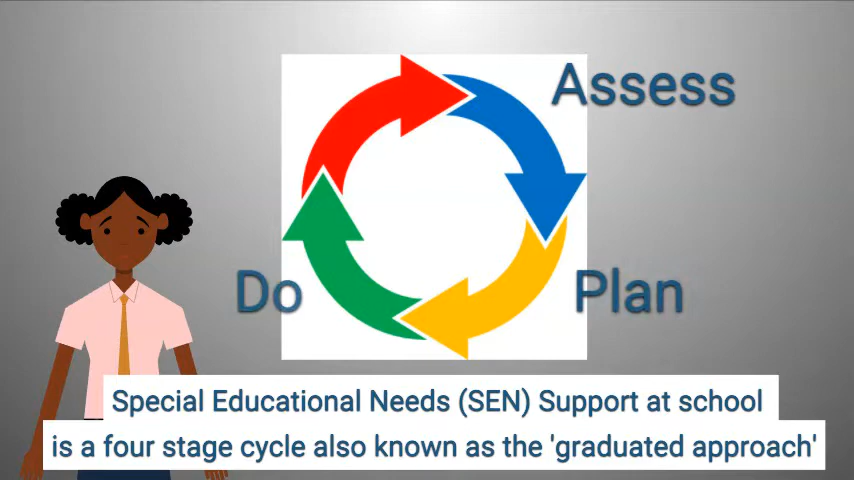 Assess
Do
Plan
Special Educational Needs (SEN) Support at school
is a four stage cycle also known as the 'graduated approach'